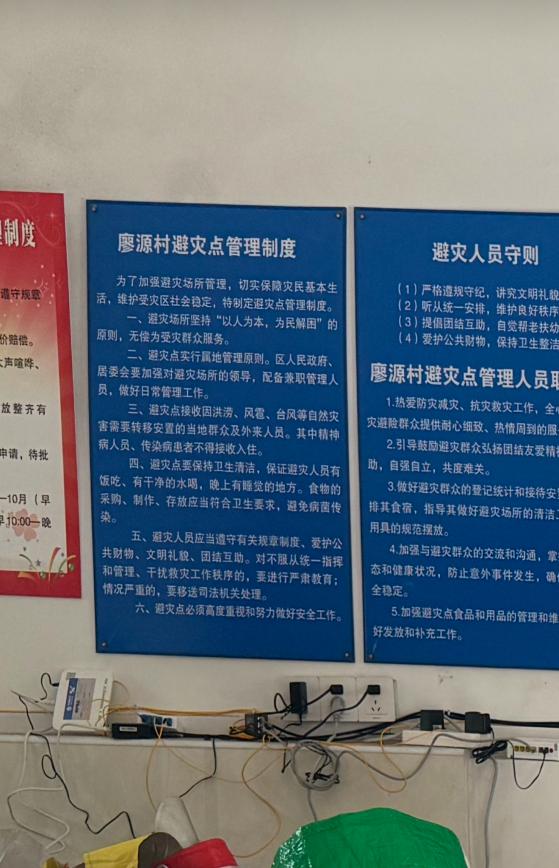 理制度
遵守规章
价赔偿。
大声喧哗、
放整齐有
申请，待批
—10月（早
早10:00—晚
廖源村避灾点管理制度
为了加强避灾场所管理，切实保障灾民基本生
活，维护受灾区社会稳定，特制定避灾点管理制度。
一、避灾场所坚持“以人为本，为民解困”的
原则，无偿为受灾群众服务。
二、避灾点实行属地管理原则。区人民政府、
居委会要加强对避灾场所的领导，配备兼职管理人
员，做好日常管理工作。
三、避灾点接收因洪涝、风雹、台风等自然灾
害需要转移安置的当地群众及外来人员。其中精神
病人员、传染病患者不得接收入住。
四、避灾点要保持卫生清洁，保证避灾人员有
饭吃、有干净的水喝，晚上有睡觉的地方。食物的
采购、制作、存放应当符合卫生要求，避免病菌传
染。
五、避灾人员应当遵守有关规章制度、爱护公
共财物、文明礼貌、团结互助。对不服从统一指挥
和管理、干扰救灾工作秩序的，要进行严肃教育；
情况严重的，要移送司法机关处理。
六、避灾点必须高度重视和努力做好安全工作。
避灾人员守则
（1）严格遵规守纪，讲究文明礼貌
（2）听从统一安排，维护良好秩序
（3）提倡团结互助，自觉帮老扶幼
（4）爱护公共财物，保持卫生整洁
廖源村避灾点管理人员职
1.热爱防灾减灾、抗灾救灾工作，全心
灾避险群众提供耐心细致、热情周到的服
2.引导鼓励避灾群众弘扬团结友爱精神
助，自强自立，共度难关。
3.做好避灾群众的登记统计和接待安
排其食宿，指导其做好避灾场所的清洁
用具的规范摆放。
4.加强与避灾群众的交流和沟通，掌
态和健康状况，防止意外事件发生，确
全稳定。
5.加强避灾点食品和用品的管理和维
好发放和补充工作。